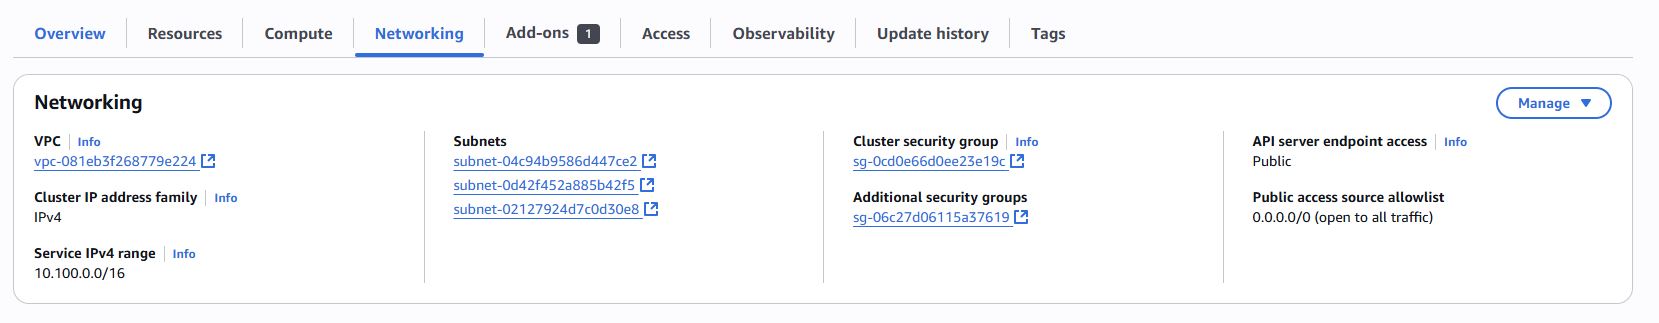 Overview Resources Compute Networking Add-ons 1 Access Observability Update history Tags
Networking
Manage
VPC Info
vpc-081eb3f268779e224
Cluster IP address family Info
IPv4
Service IPv4 range Info
10.100.0.0/16
Subnets
subnet-04c94b9586d447ce2
subnet-0d42f452a885b42f5
subnet-02127924d7c0d30e8
Cluster security group Info
sg-0cd0e66d0ee23e19c
Additional security groups
sg-06c27d06115a37619
API server endpoint access Info
Public
Public access source allowlist
0.0.0.0/0 (open to all traffic)